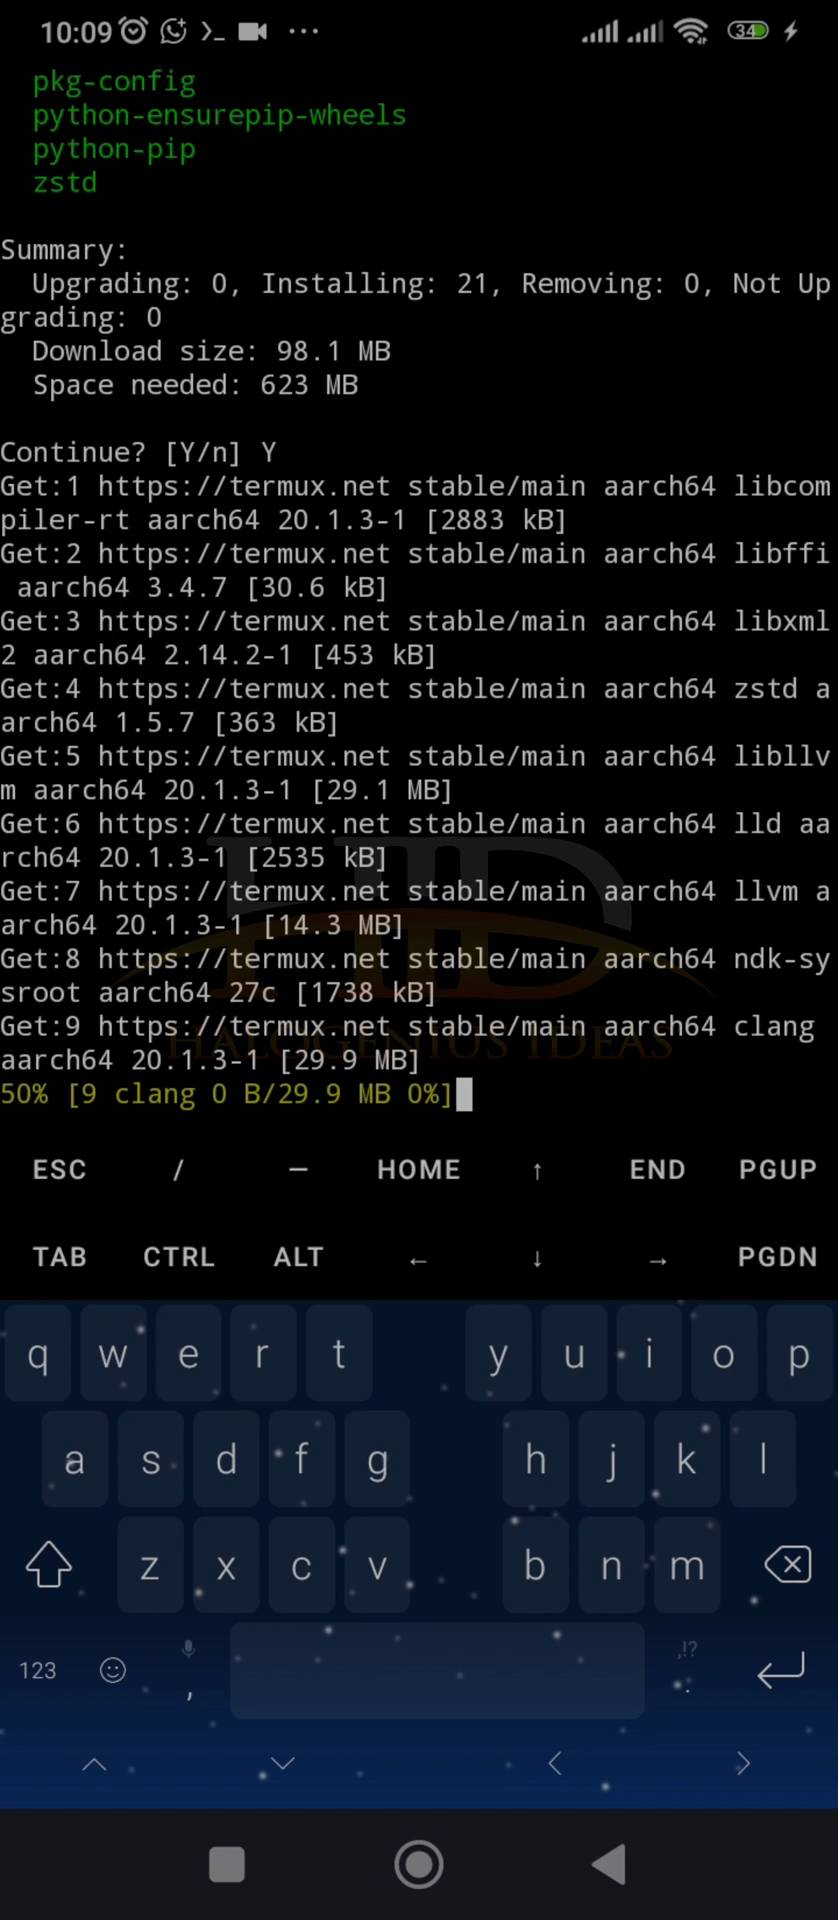 10:09 34
pkg-config
python-ensurepip-wheels
python-pip
zstd
Summary:
Upgrading: 0, Installing: 21, Removing: 0, Not Up
grading: 0
Download size: 98.1 MB
Space needed: 623 MB
Continue? [Y/n] Y
Get:1 https://termux.net stable/main aarch64 libcom
piler-rt aarch64 20.1.3-1 [2883 kB]
Get:2 https://termux.net stable/main aarch64 libffi
aarch64 3.4.7 [30.6 kB]
Get:3 https://termux.net stable/main aarch64 libxml
2 aarch64 2.14.2-1 [453 kB]
Get:4 https://termux.net stable/main aarch64 zstd a
arch64 1.5.7 [363 kB]
Get:5 https://termux.net stable/main aarch64 libllv
m aarch64 20.1.3-1 [29.1 MB]
Get:6 https://termux.net stable/main aarch64 lld aa
rch64 20.1.3-1 [2535 kB]
Get:7 https://termux.net stable/main aarch64 llvm a
arch64 20.1.3-1 [14.3 MB]
Get:8 https://termux.net stable/main aarch64 ndk-sy
sroot aarch64 27c [1738 kB]
Get:9 https://termux.net stable/main aarch64 clang
aarch64 20.1.3-1 [29.9 MB]
HALOGENIUS IDEAS
50% [9 clang 0 B/29.9 MB 0%]
ESC / — HOME ↑ END PGUP
TAB CTRL ALT ← ↓ → PGDN
q w e r t y u i o p
a s d f g h j k l
z x c v b n m
123 , ,!? .